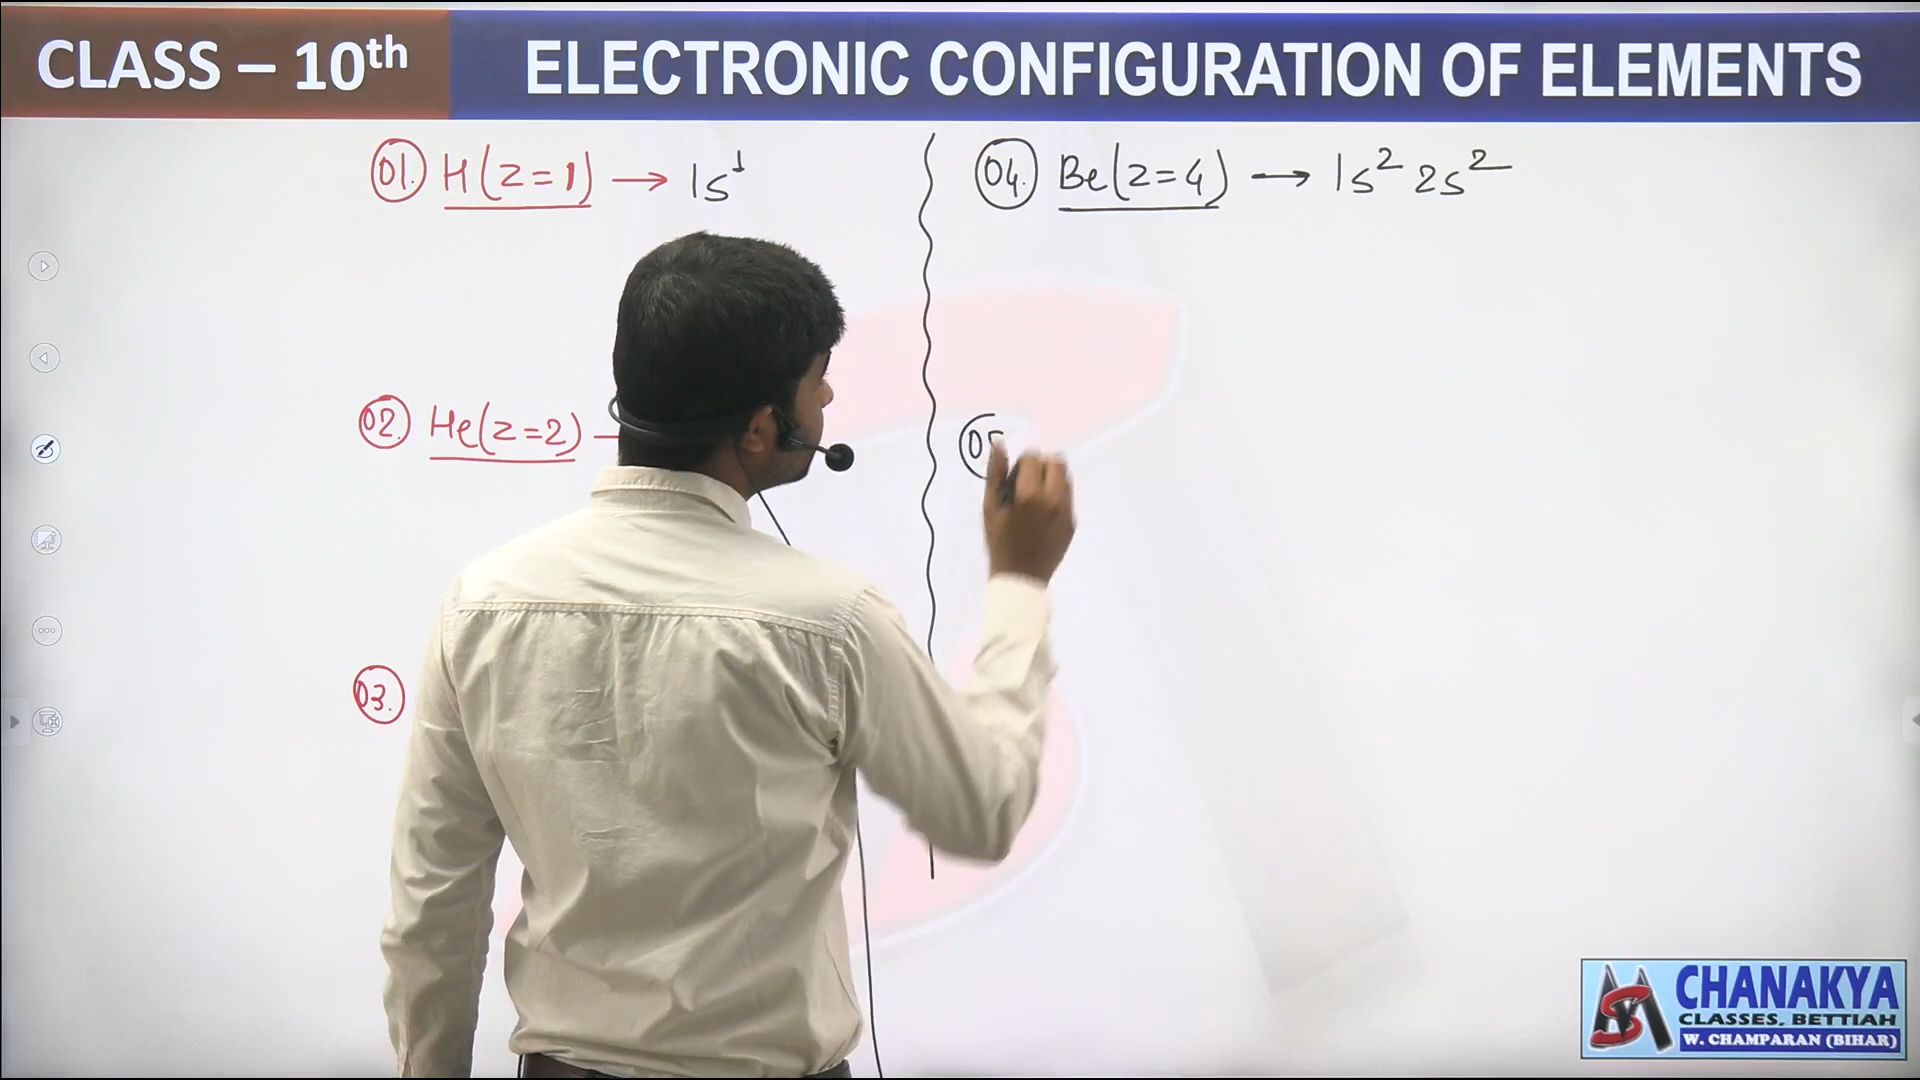 CLASS – 10th
ELECTRONIC CONFIGURATION OF ELEMENTS
01. H(z=1) → 1s¹
02. He(z=2) –
03.
04. Be(z=4) → 1s² 2s²
05
CHANAKYA
CLASSES, BETTIAH
W. CHAMPARAN (BIHAR)